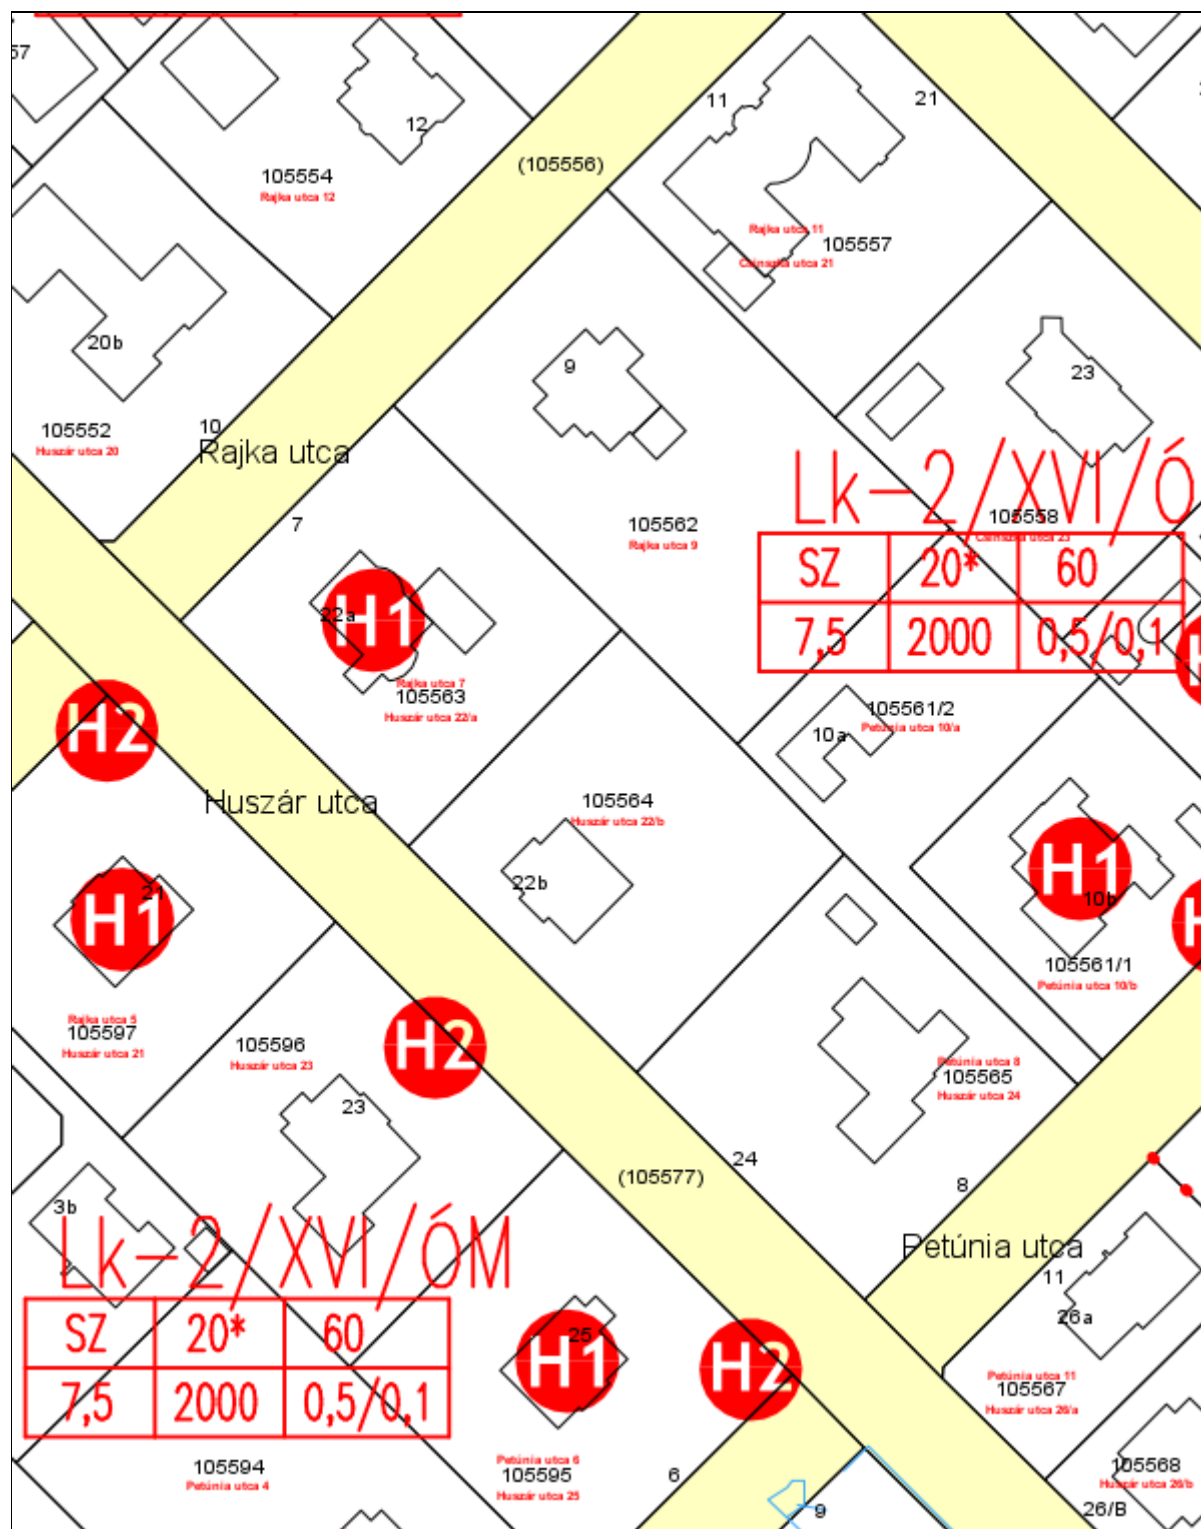 57
12
11
21
(105556)
105554
Rajka utca 12
Rajka utca 11
105557
Csinszka utca 21
20b
9
23
105552
Huszár utca 20
10
Rajka utca
Lk-2/XVI/Ó
7
105562
Rajka utca 9
105558
Csinszka utca 23
SZ 20* 60
7,5 2000 0,5/0,1
22a
H1
Rajka utca 7
105563
Huszár utca 22/a
105561/2
Petúnia utca 10/a
10a
H2
Huszár utca
105564
Huszár utca 22/b
22b
21
H1
H1
10b
105561/1
Petúnia utca 10/b
Rajka utca 5
105597
Huszár utca 21
105596
Huszár utca 23
H2
Petúnia utca 8
105565
Huszár utca 24
23
24
(105577)
8
3b
Lk-2/XVI/ÓM
Petúnia utca
11
26a
SZ 20* 60
7,5 2000 0,5/0,1
25
H1
H2
Petúnia utca 11
105567
Huszár utca 26/a
105594
Petúnia utca 4
Petúnia utca 6
105595
Huszár utca 25
6
105568
Huszár utca 26/b
9
26/B